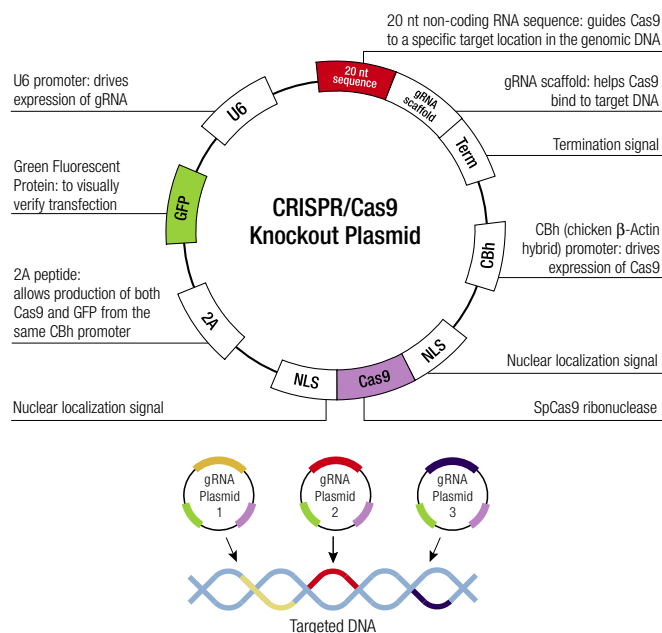 20 nt non-coding RNA sequence: guides Cas9
to a specific target location in the genomic DNA
U6 promoter: drives
expression of gRNA
20 nt
sequence
gRNA
scaffold
gRNA scaffold: helps Cas9
bind to target DNA
U6
Term
Termination signal
Green Fluorescent
Protein: to visually
verify transfection
GFP
CRISPR/Cas9
Knockout Plasmid
CBh
CBh (chicken β-Actin
hybrid) promoter: drives
expression of Cas9
2A peptide:
allows production of both
Cas9 and GFP from the
same CBh promoter
2A
NLS
Cas9
NLS
Nuclear localization signal
Nuclear localization signal
SpCas9 ribonuclease
gRNA
Plasmid
1
gRNA
Plasmid
2
gRNA
Plasmid
3
Targeted DNA